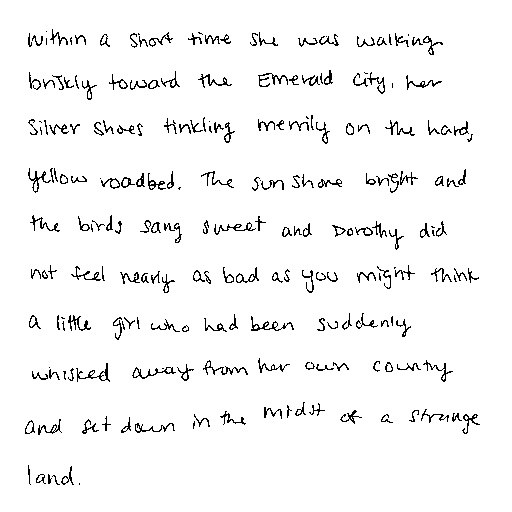 Within a short time she was walking
briskly toward the Emerald City, her
Silver Shoes tinkling merrily on the hard,
yellow roadbed. The sun shone bright and
the birds sang sweet and Dorothy did
not feel nearly as bad as you might think
a little girl who had been suddenly
whisked away from her own country
and set down in the midst of a strange
land.